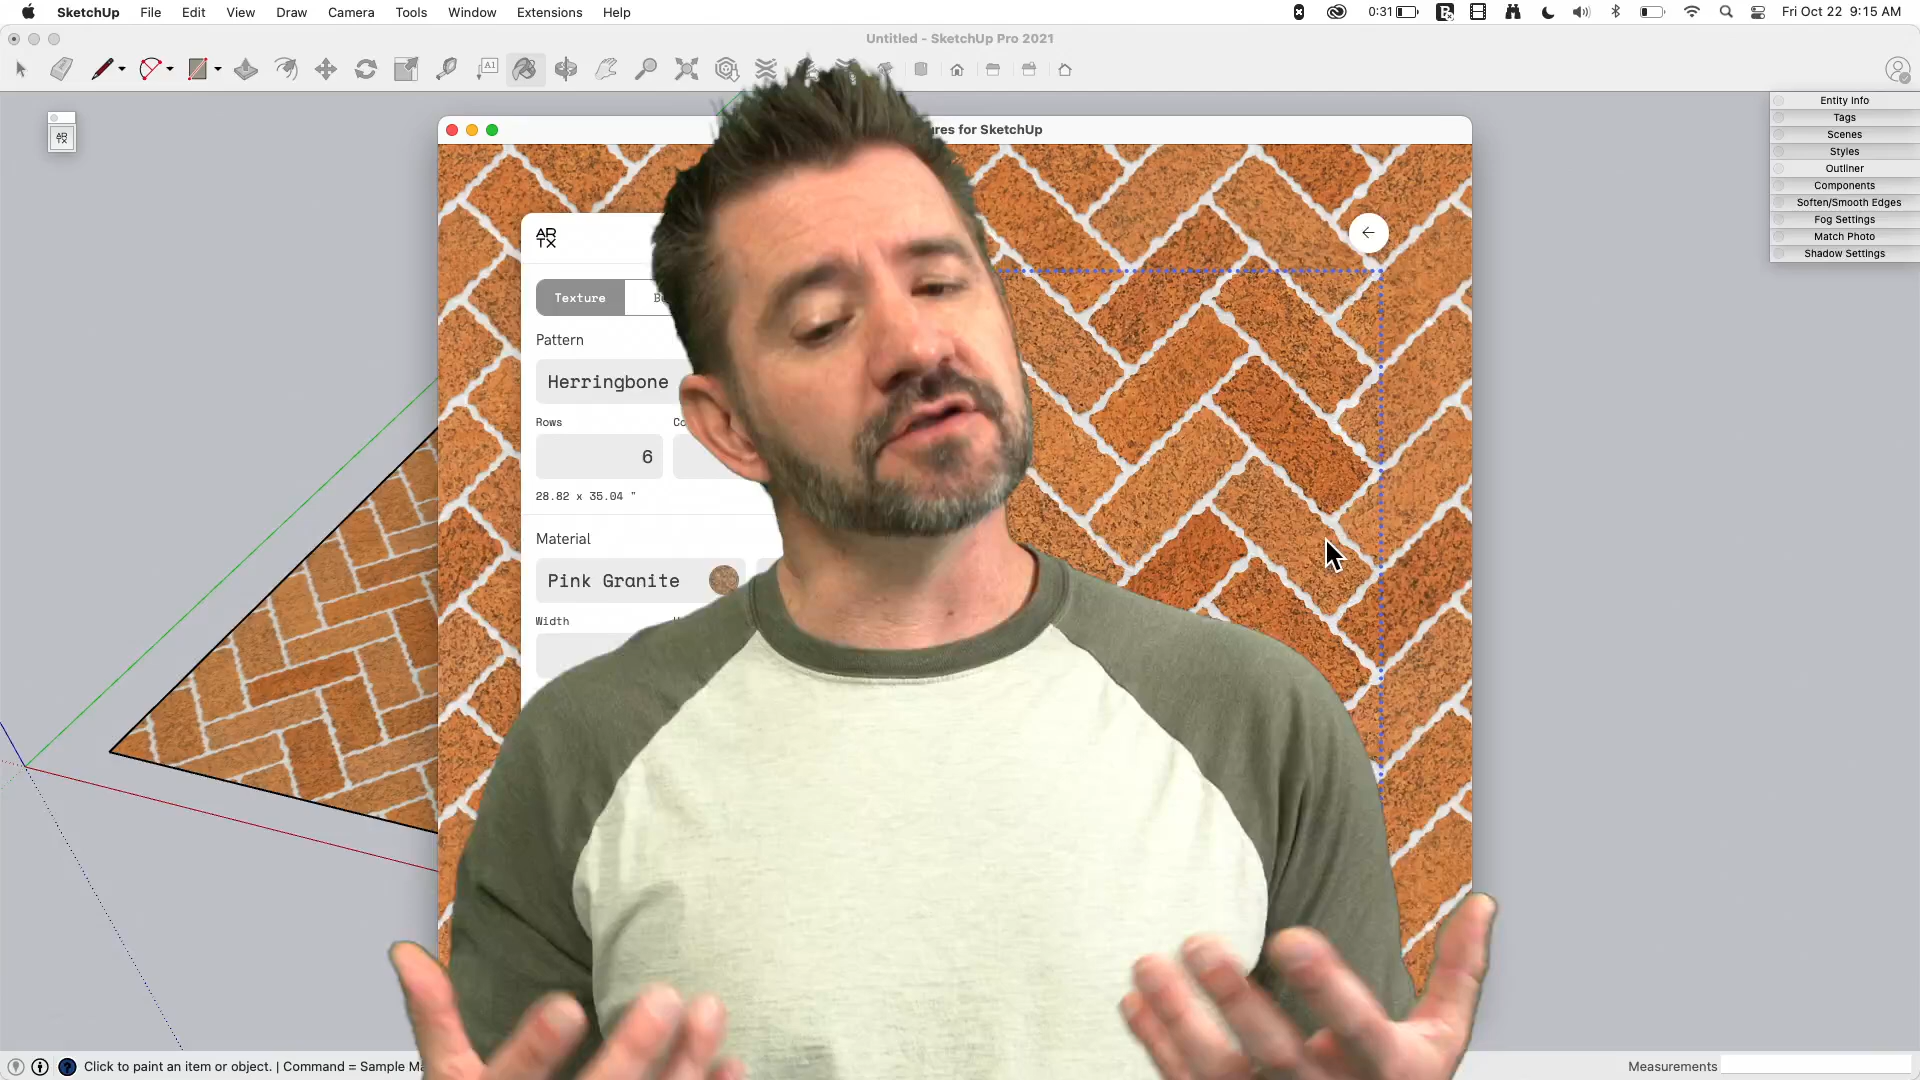 SketchUp File Edit View Draw Camera Tools Window Extensions Help 0:31 Fri Oct 22 9:15 AM
Untitled - SketchUp Pro 2021
A1
Entity Info
Tags
Scenes
Styles
Outliner
Components
Soften/Smooth Edges
Fog Settings
Match Photo
Shadow Settings
AR
TX
for SketchUp
AR
TX
Texture
Pattern
Herringbone
Rows
6
28.82 x 35.04 "
Material
Pink Granite
Width
Click to paint an item or object. | Command = Sample
Measurements